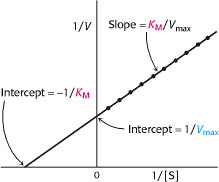 1/V
Slope = K_M/V_max
Intercept = –1/K_M
Intercept = 1/V_max
0
1/[S]